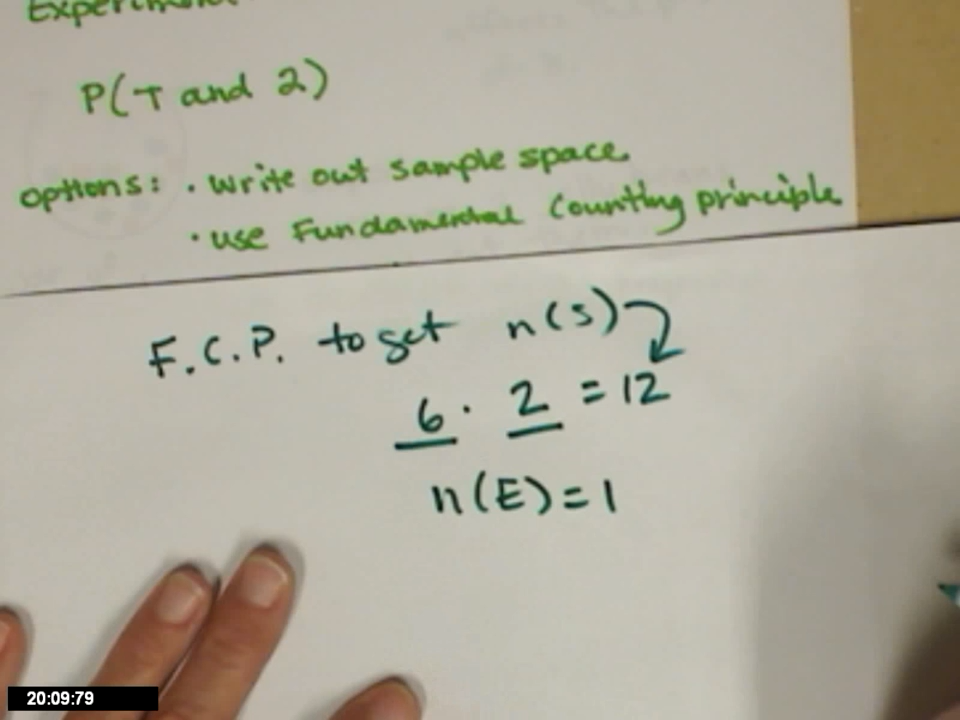 Experiment
P(T and 2)
options: • write out sample space
• use Fundamental Counting principle
F.C.P. to get n(S)
6 · 2 = 12
n(E) = 1
20:09:79